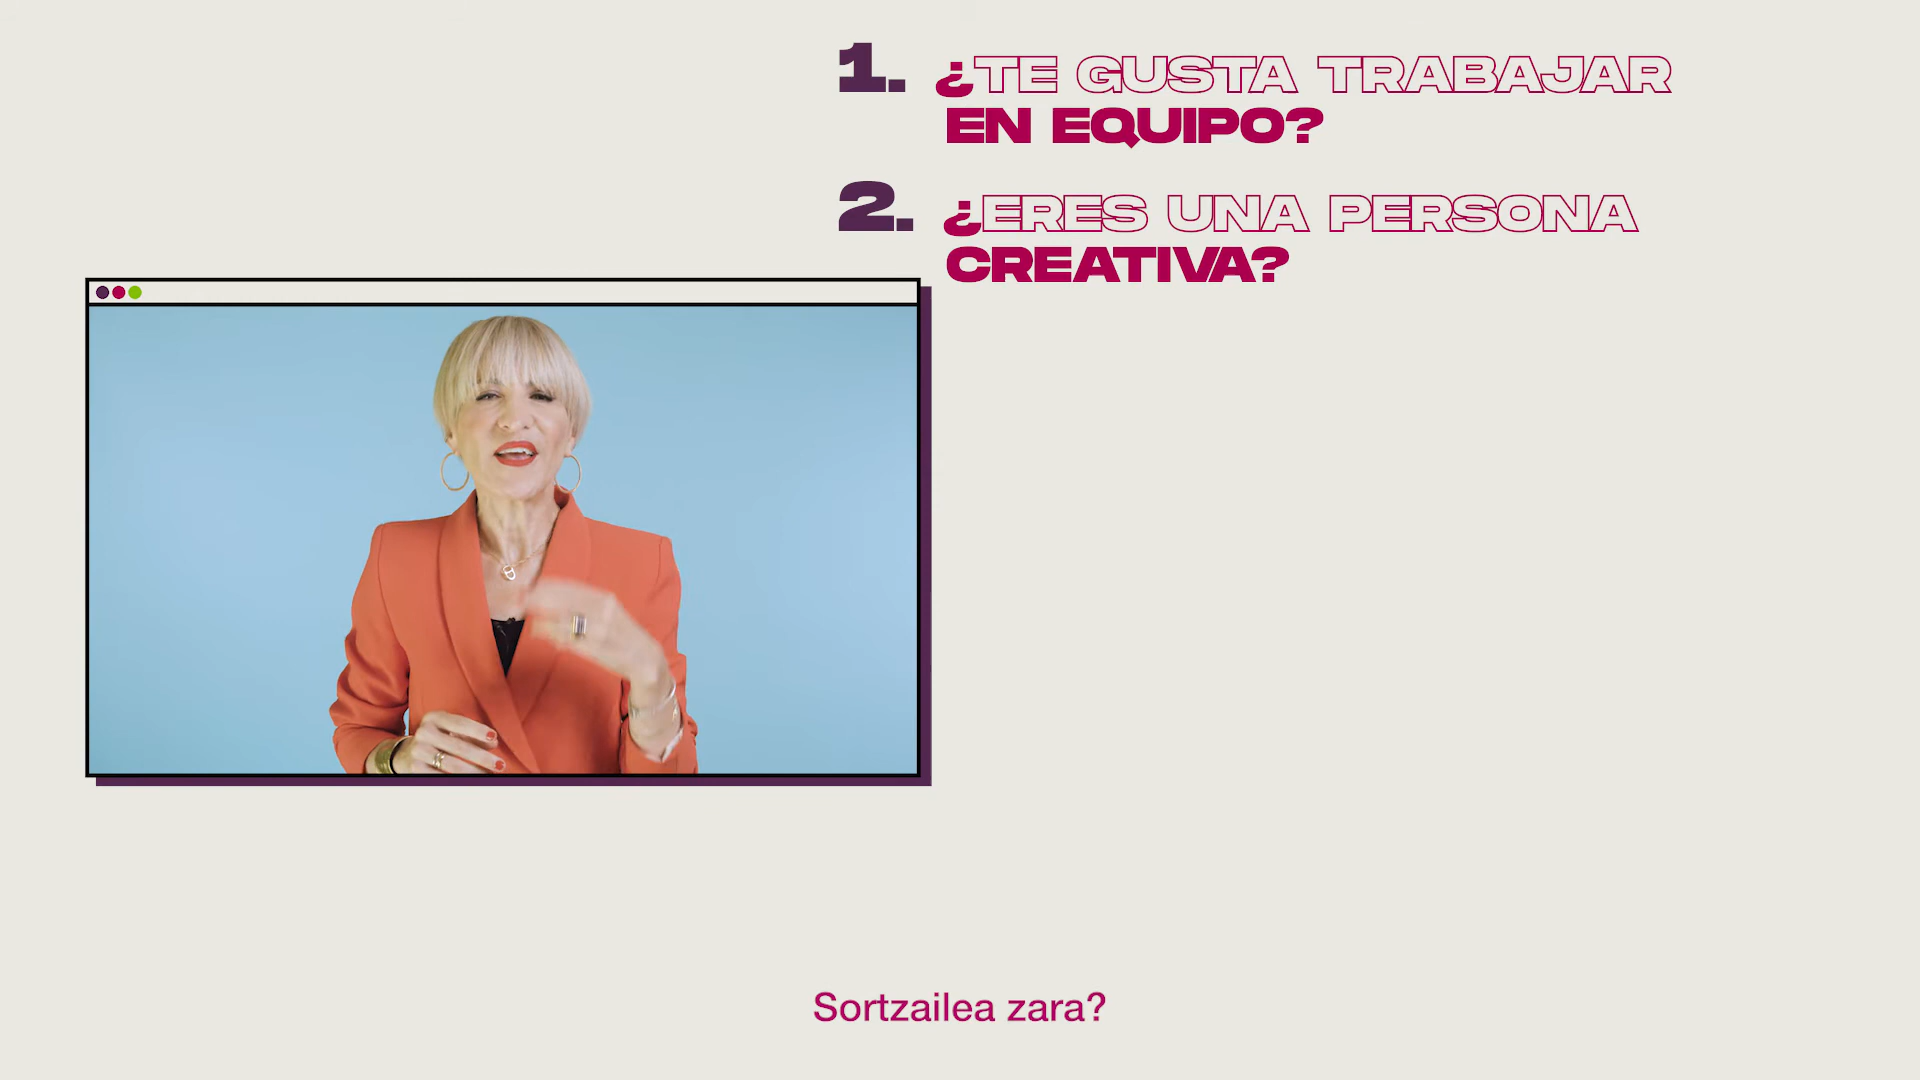 1. ¿TE GUSTA TRABAJAR
EN EQUIPO?
2. ¿ERES UNA PERSONA
CREATIVA?
Sortzailea zara?